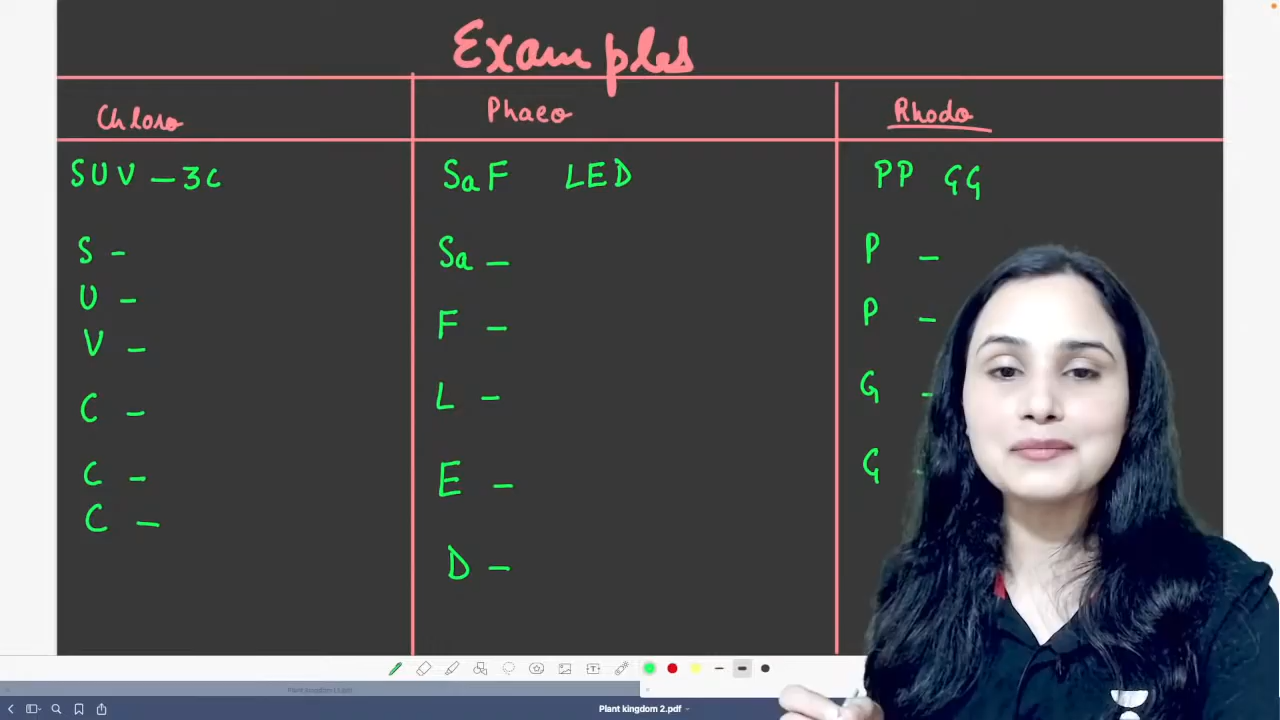 Examples
Chloro
Phaeo
Rhodo
SUV - 3C
SaF LED
PP GG
S -
U -
V -
C -
C -
C -
Sa -
F -
L -
E -
D -
P -
P -
G -
G -
Plant kingdom 2.pdf